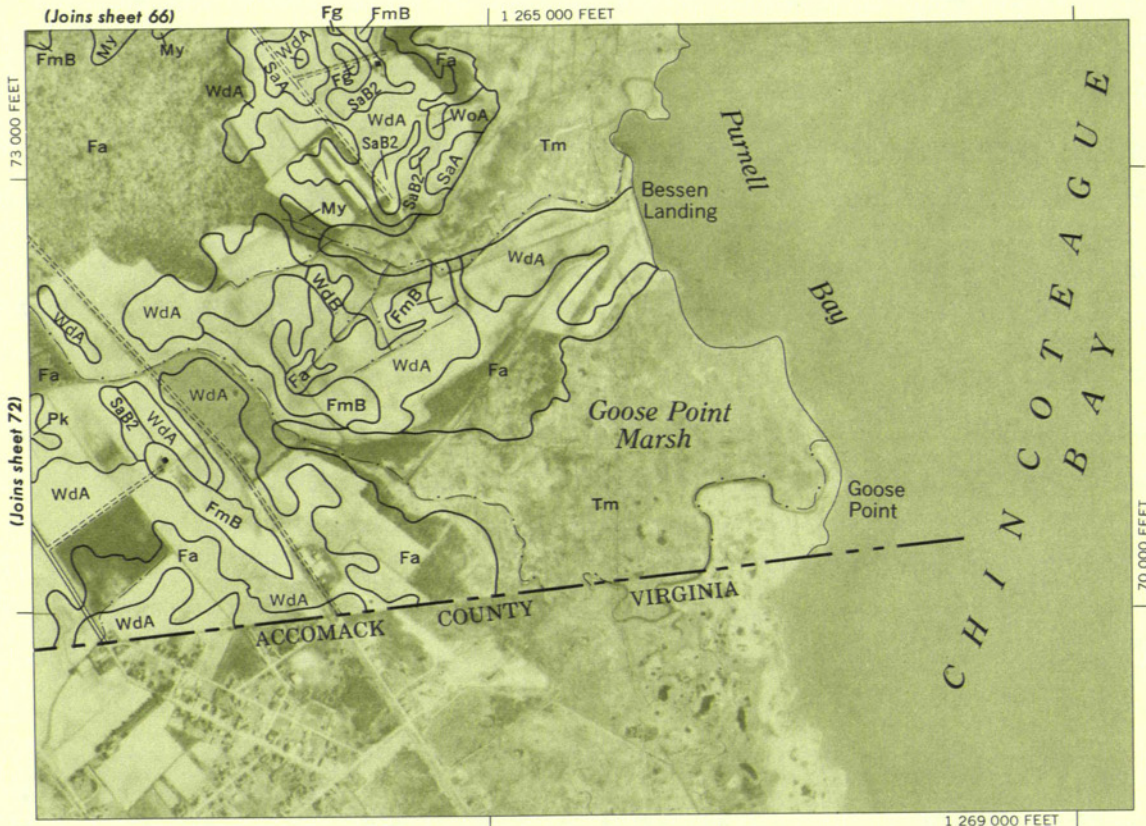 (Joins sheet 66)
Fg
FmB
1 265 000 FEET
FmB
My
My
WdA
SaA
Fg
Fa
WdA
SaB2
73 000 FEET
Fa
WdA
WoA
SaB2
SaB2
SaA
Tm
Purnell
Bay
CHINCOTEAGUE
BAY
My
Bessen
Landing
WdA
WdB
FmB
WdA
WdA
Fa
WdA
Fa
Fa
WdA
FmB
Goose Point
Marsh
(Joins sheet 72)
Pk
SaB2
WdA
WdA
FmB
Tm
Goose
Point
Fa
Fa
70 000 FEET
WdA
WdA
ACCOMACK COUNTY VIRGINIA
1 269 000 FEET